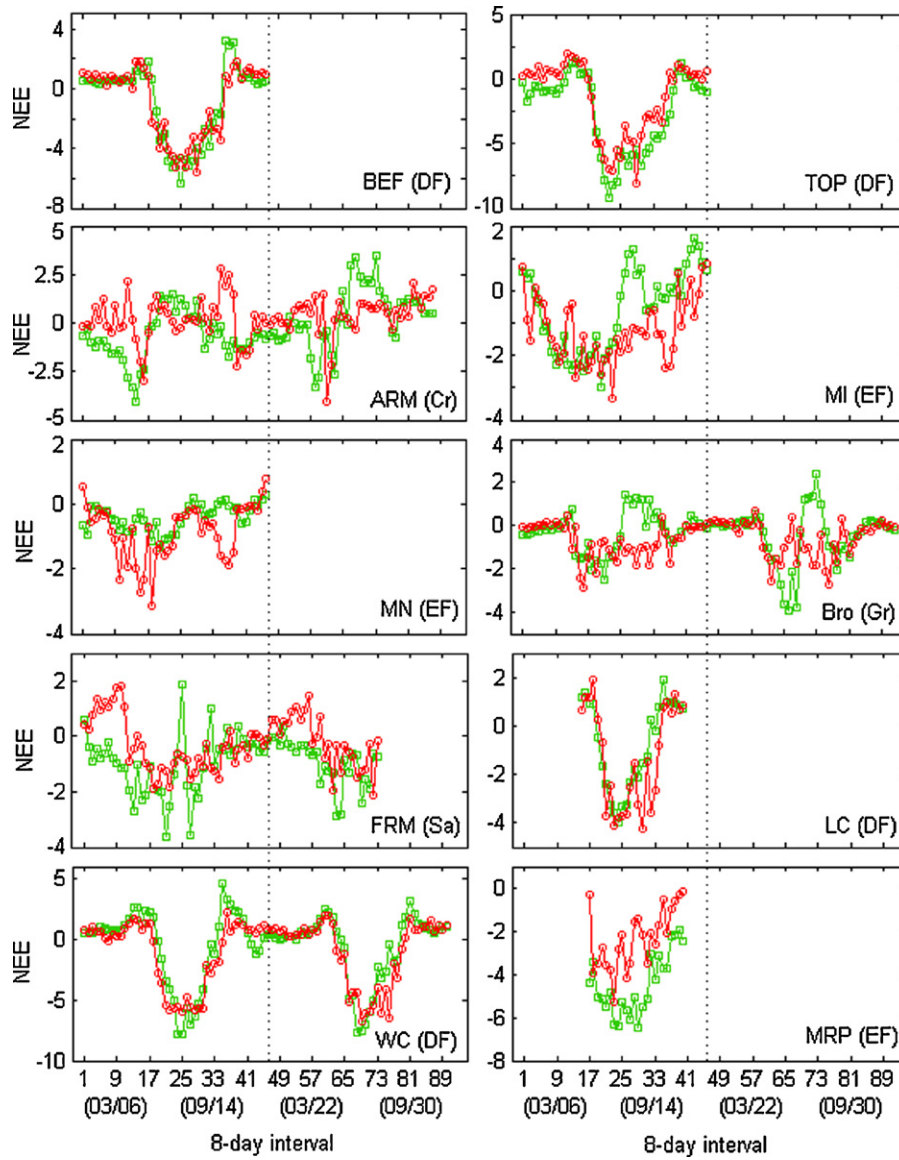 4
0
-4
-8
NEE
BEF (DF)
5
0
-5
-10
TOP (DF)
5
2.5
0
-2.5
-5
NEE
ARM (Cr)
2
0
-2
-4
MI (EF)
2
0
-2
-4
NEE
MN (EF)
4
2
0
-2
-4
Bro (Gr)
2
0
-2
-4
NEE
FRM (Sa)
2
0
-2
-4
LC (DF)
5
0
-5
-10
NEE
WC (DF)
0
-2
-4
-6
-8
MRP (EF)
1 9 17 25 33 41 49 57 65 73 81 89
(03/06) (09/14) (03/22) (09/30)
8-day interval
1 9 17 25 33 41 49 57 65 73 81 89
(03/06) (09/14) (03/22) (09/30)
8-day interval